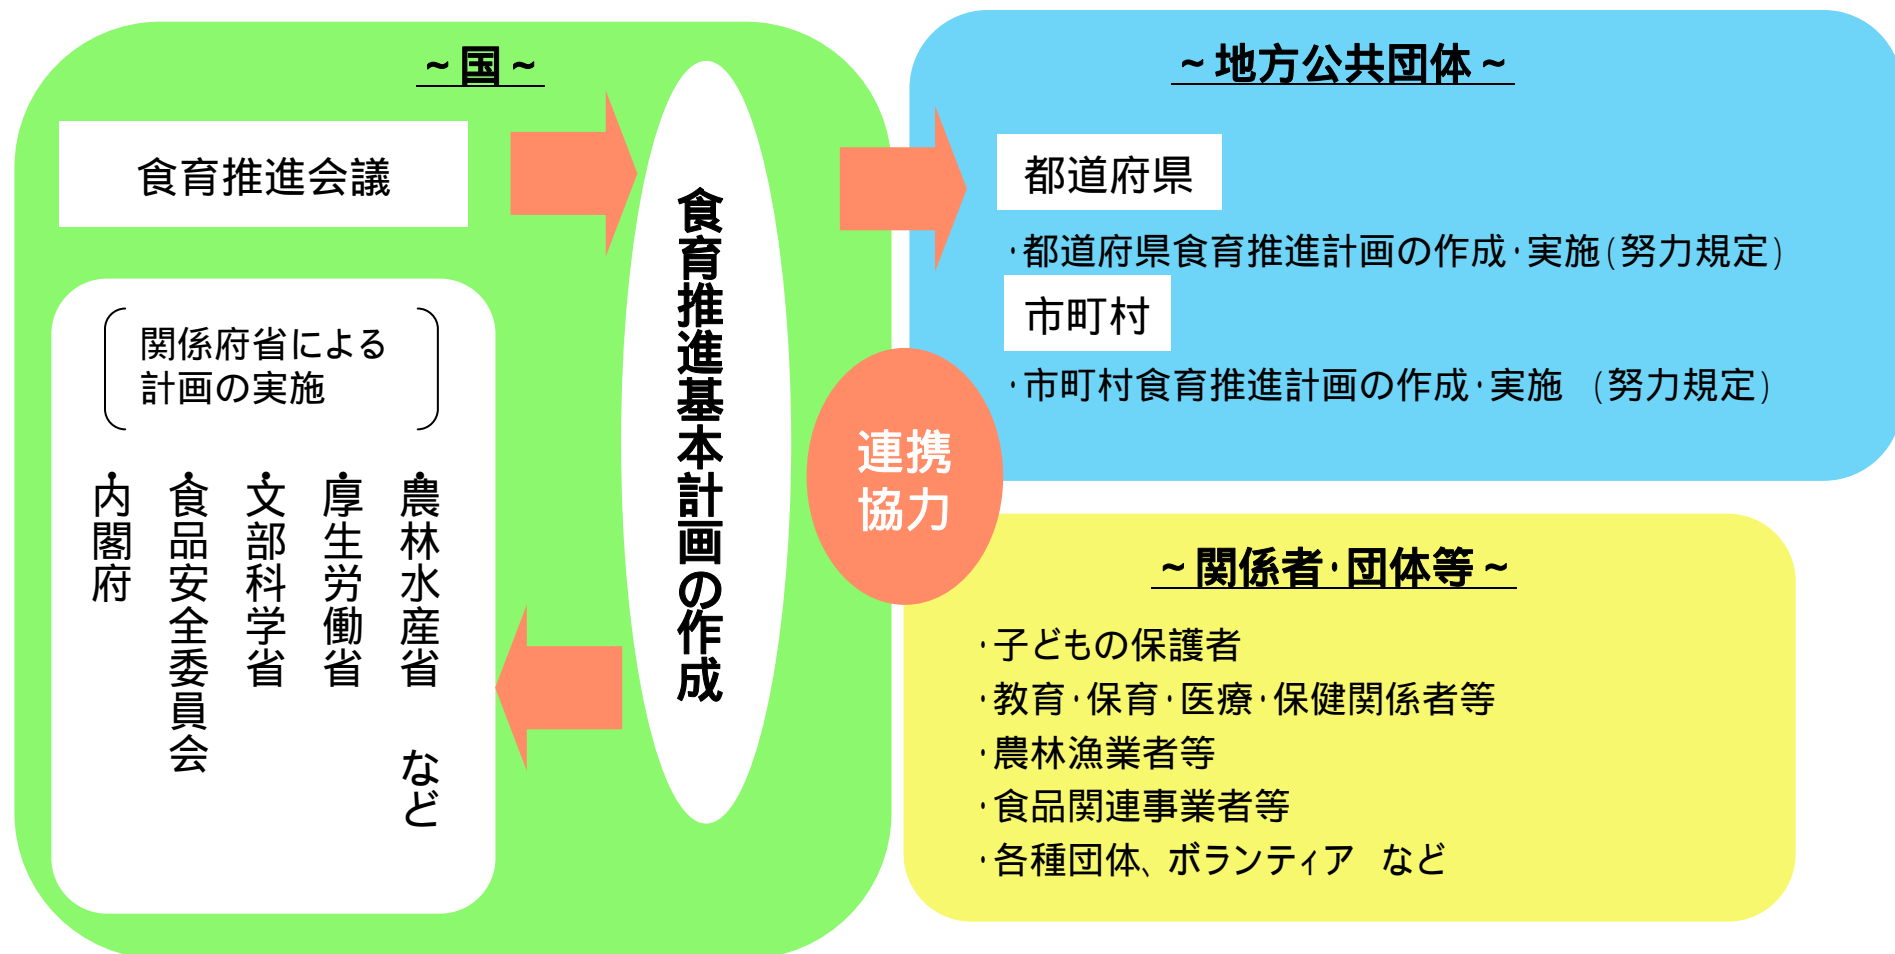 ~国~
食育推進会議
関係府省による
計画の実施
・内閣府
・食品安全委員会
・文部科学省
・厚生労働省
・農林水産省 など
食育推進基本計画の作成
連携
協力
~地方公共団体~
都道府県
・都道府県食育推進計画の作成・実施(努力規定)
市町村
・市町村食育推進計画の作成・実施 (努力規定)
~関係者・団体等~
・子どもの保護者
・教育・保育・医療・保健関係者等
・農林漁業者等
・食品関連事業者等
・各種団体、ボランティア など